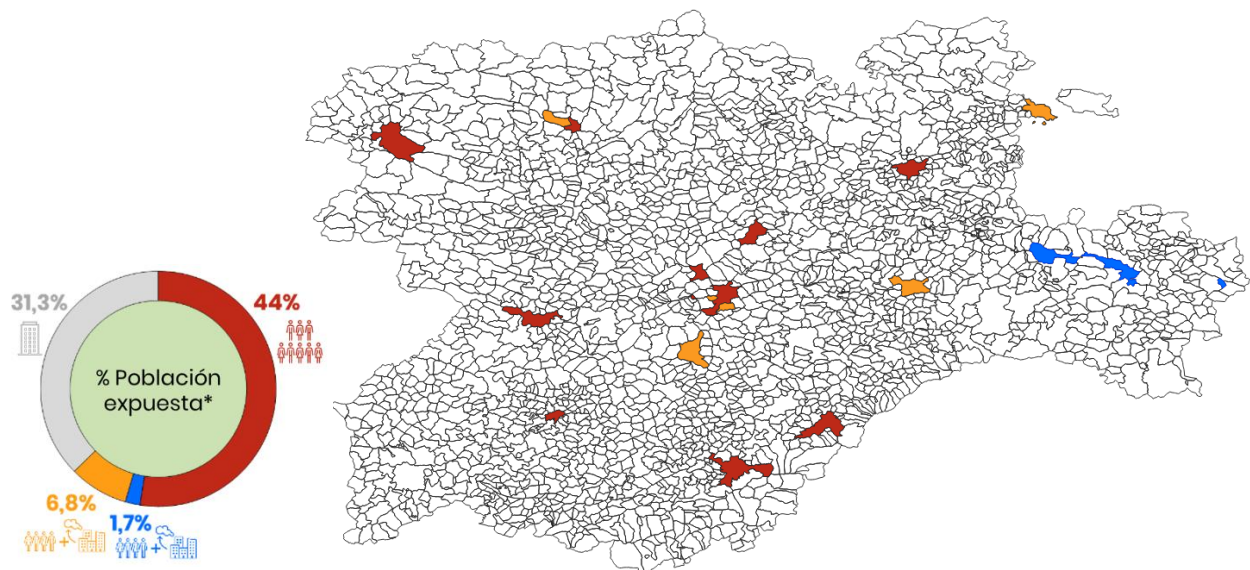 31,3%
44%
% Población
expuesta*
6,8%
1,7%